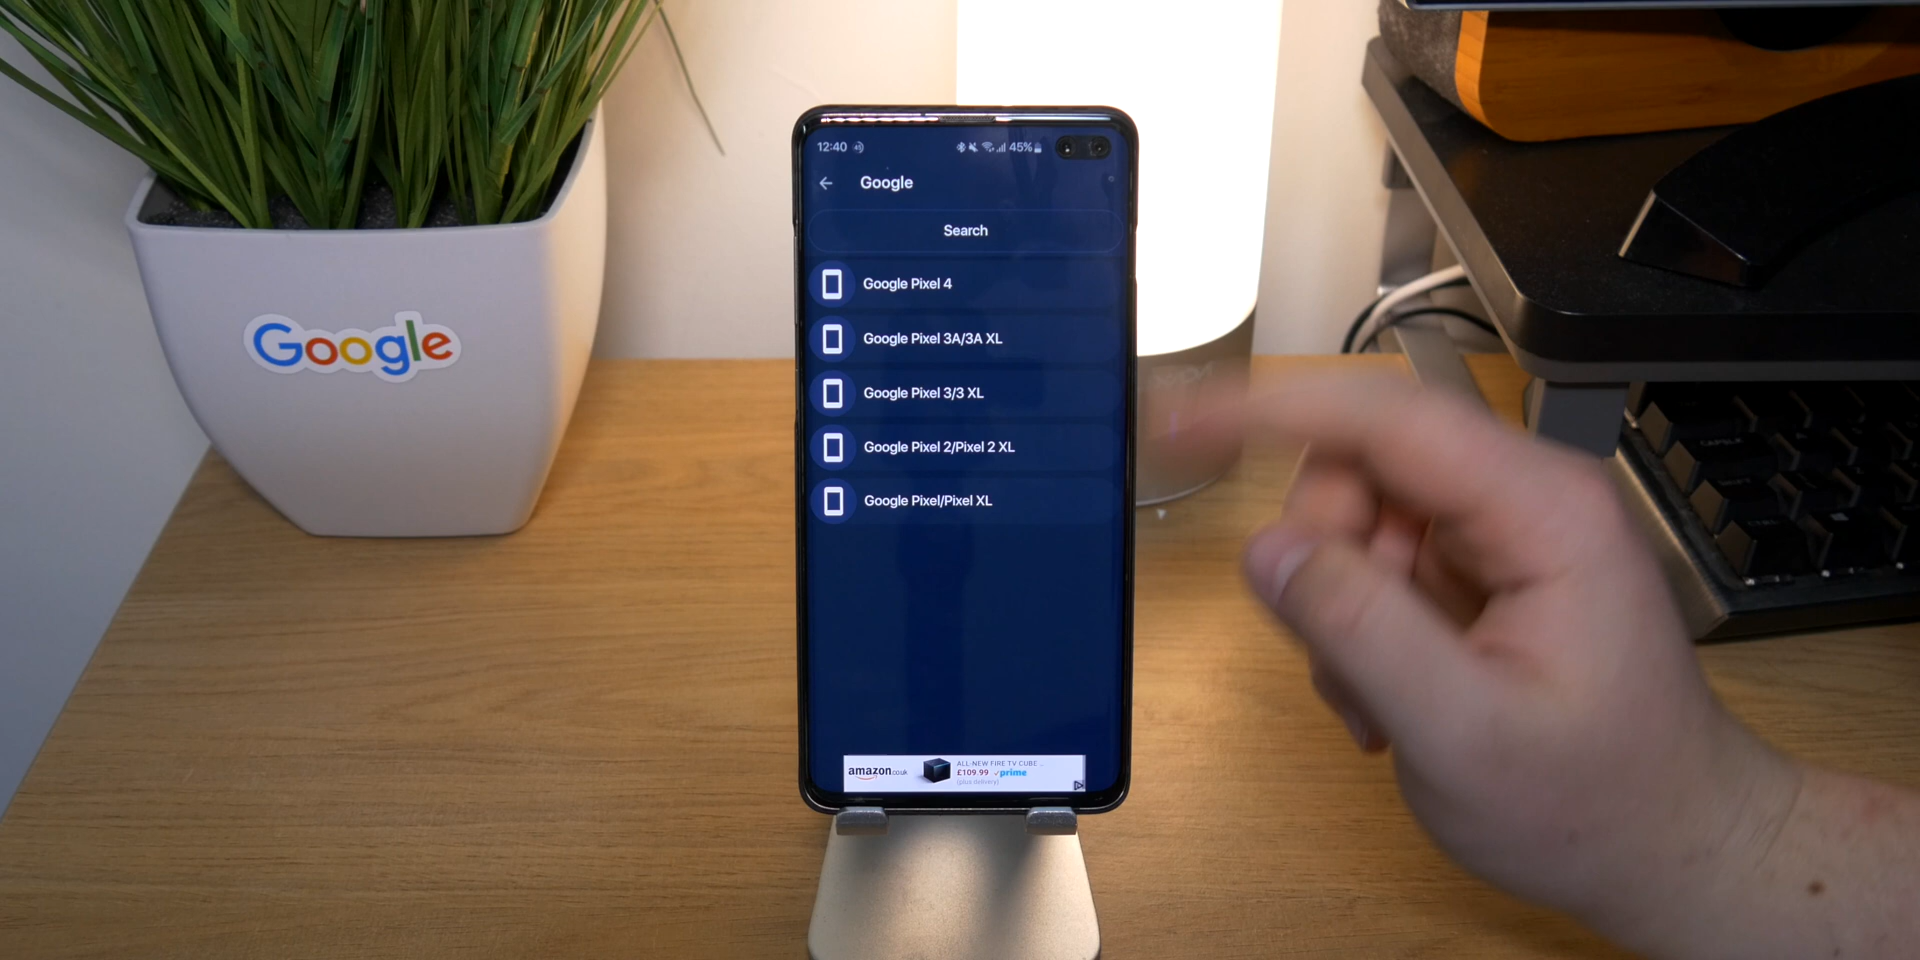 Google
12:40
45%
Google
Search
Google Pixel 4
Google Pixel 3A/3A XL
Google Pixel 3/3 XL
Google Pixel 2/Pixel 2 XL
Google Pixel/Pixel XL
amazon.co.uk
ALL-NEW FIRE TV CUBE ...
£109.99 prime
(plus delivery)